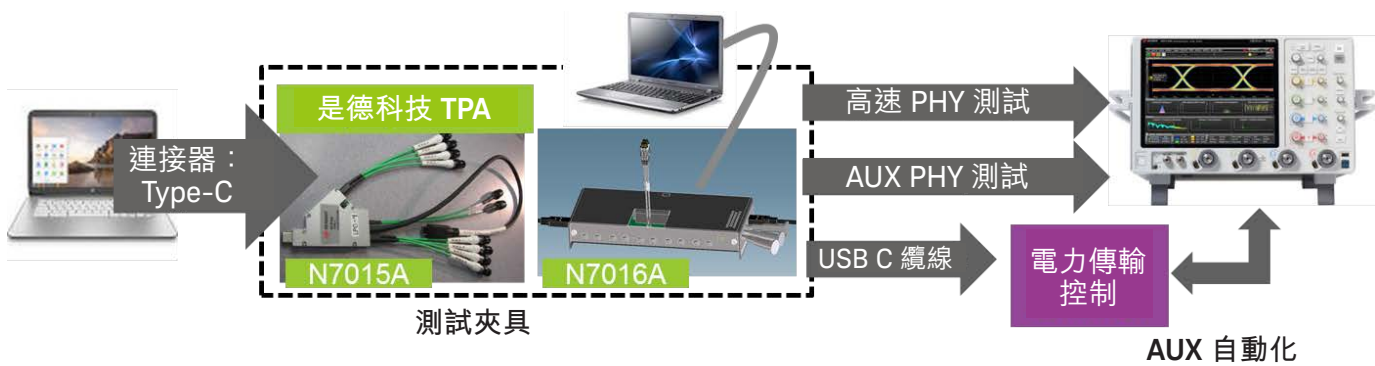 是德科技 TPA
連接器：
Type-C
N7015A
N7016A
測試夾具
高速 PHY 測試
AUX PHY 測試
USB C 纜線
電力傳輸
控制
AUX 自動化